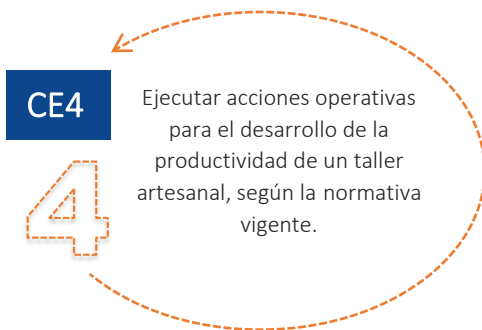 CE4
4
Ejecutar acciones operativas
para el desarrollo de la
productividad de un taller
artesanal, según la normativa
vigente.